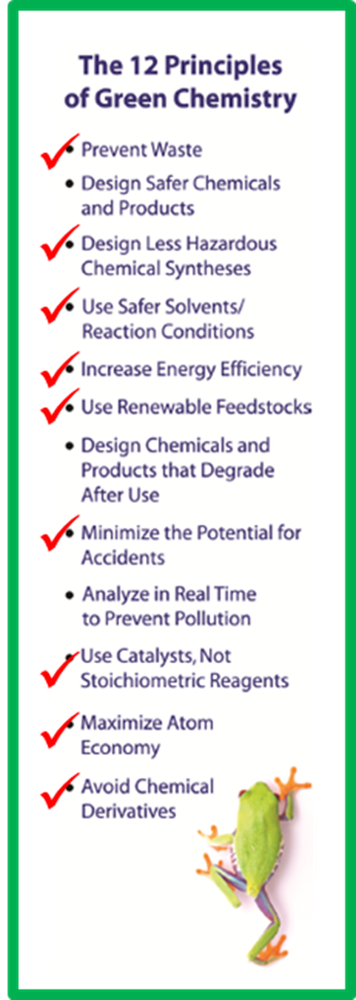 The 12 Principles
of Green Chemistry
• Prevent Waste
• Design Safer Chemicals
and Products
• Design Less Hazardous
Chemical Syntheses
• Use Safer Solvents/
Reaction Conditions
• Increase Energy Efficiency
• Use Renewable Feedstocks
• Design Chemicals and
Products that Degrade
After Use
• Minimize the Potential for
Accidents
• Analyze in Real Time
to Prevent Pollution
• Use Catalysts, Not
Stoichiometric Reagents
• Maximize Atom
Economy
• Avoid Chemical
Derivatives